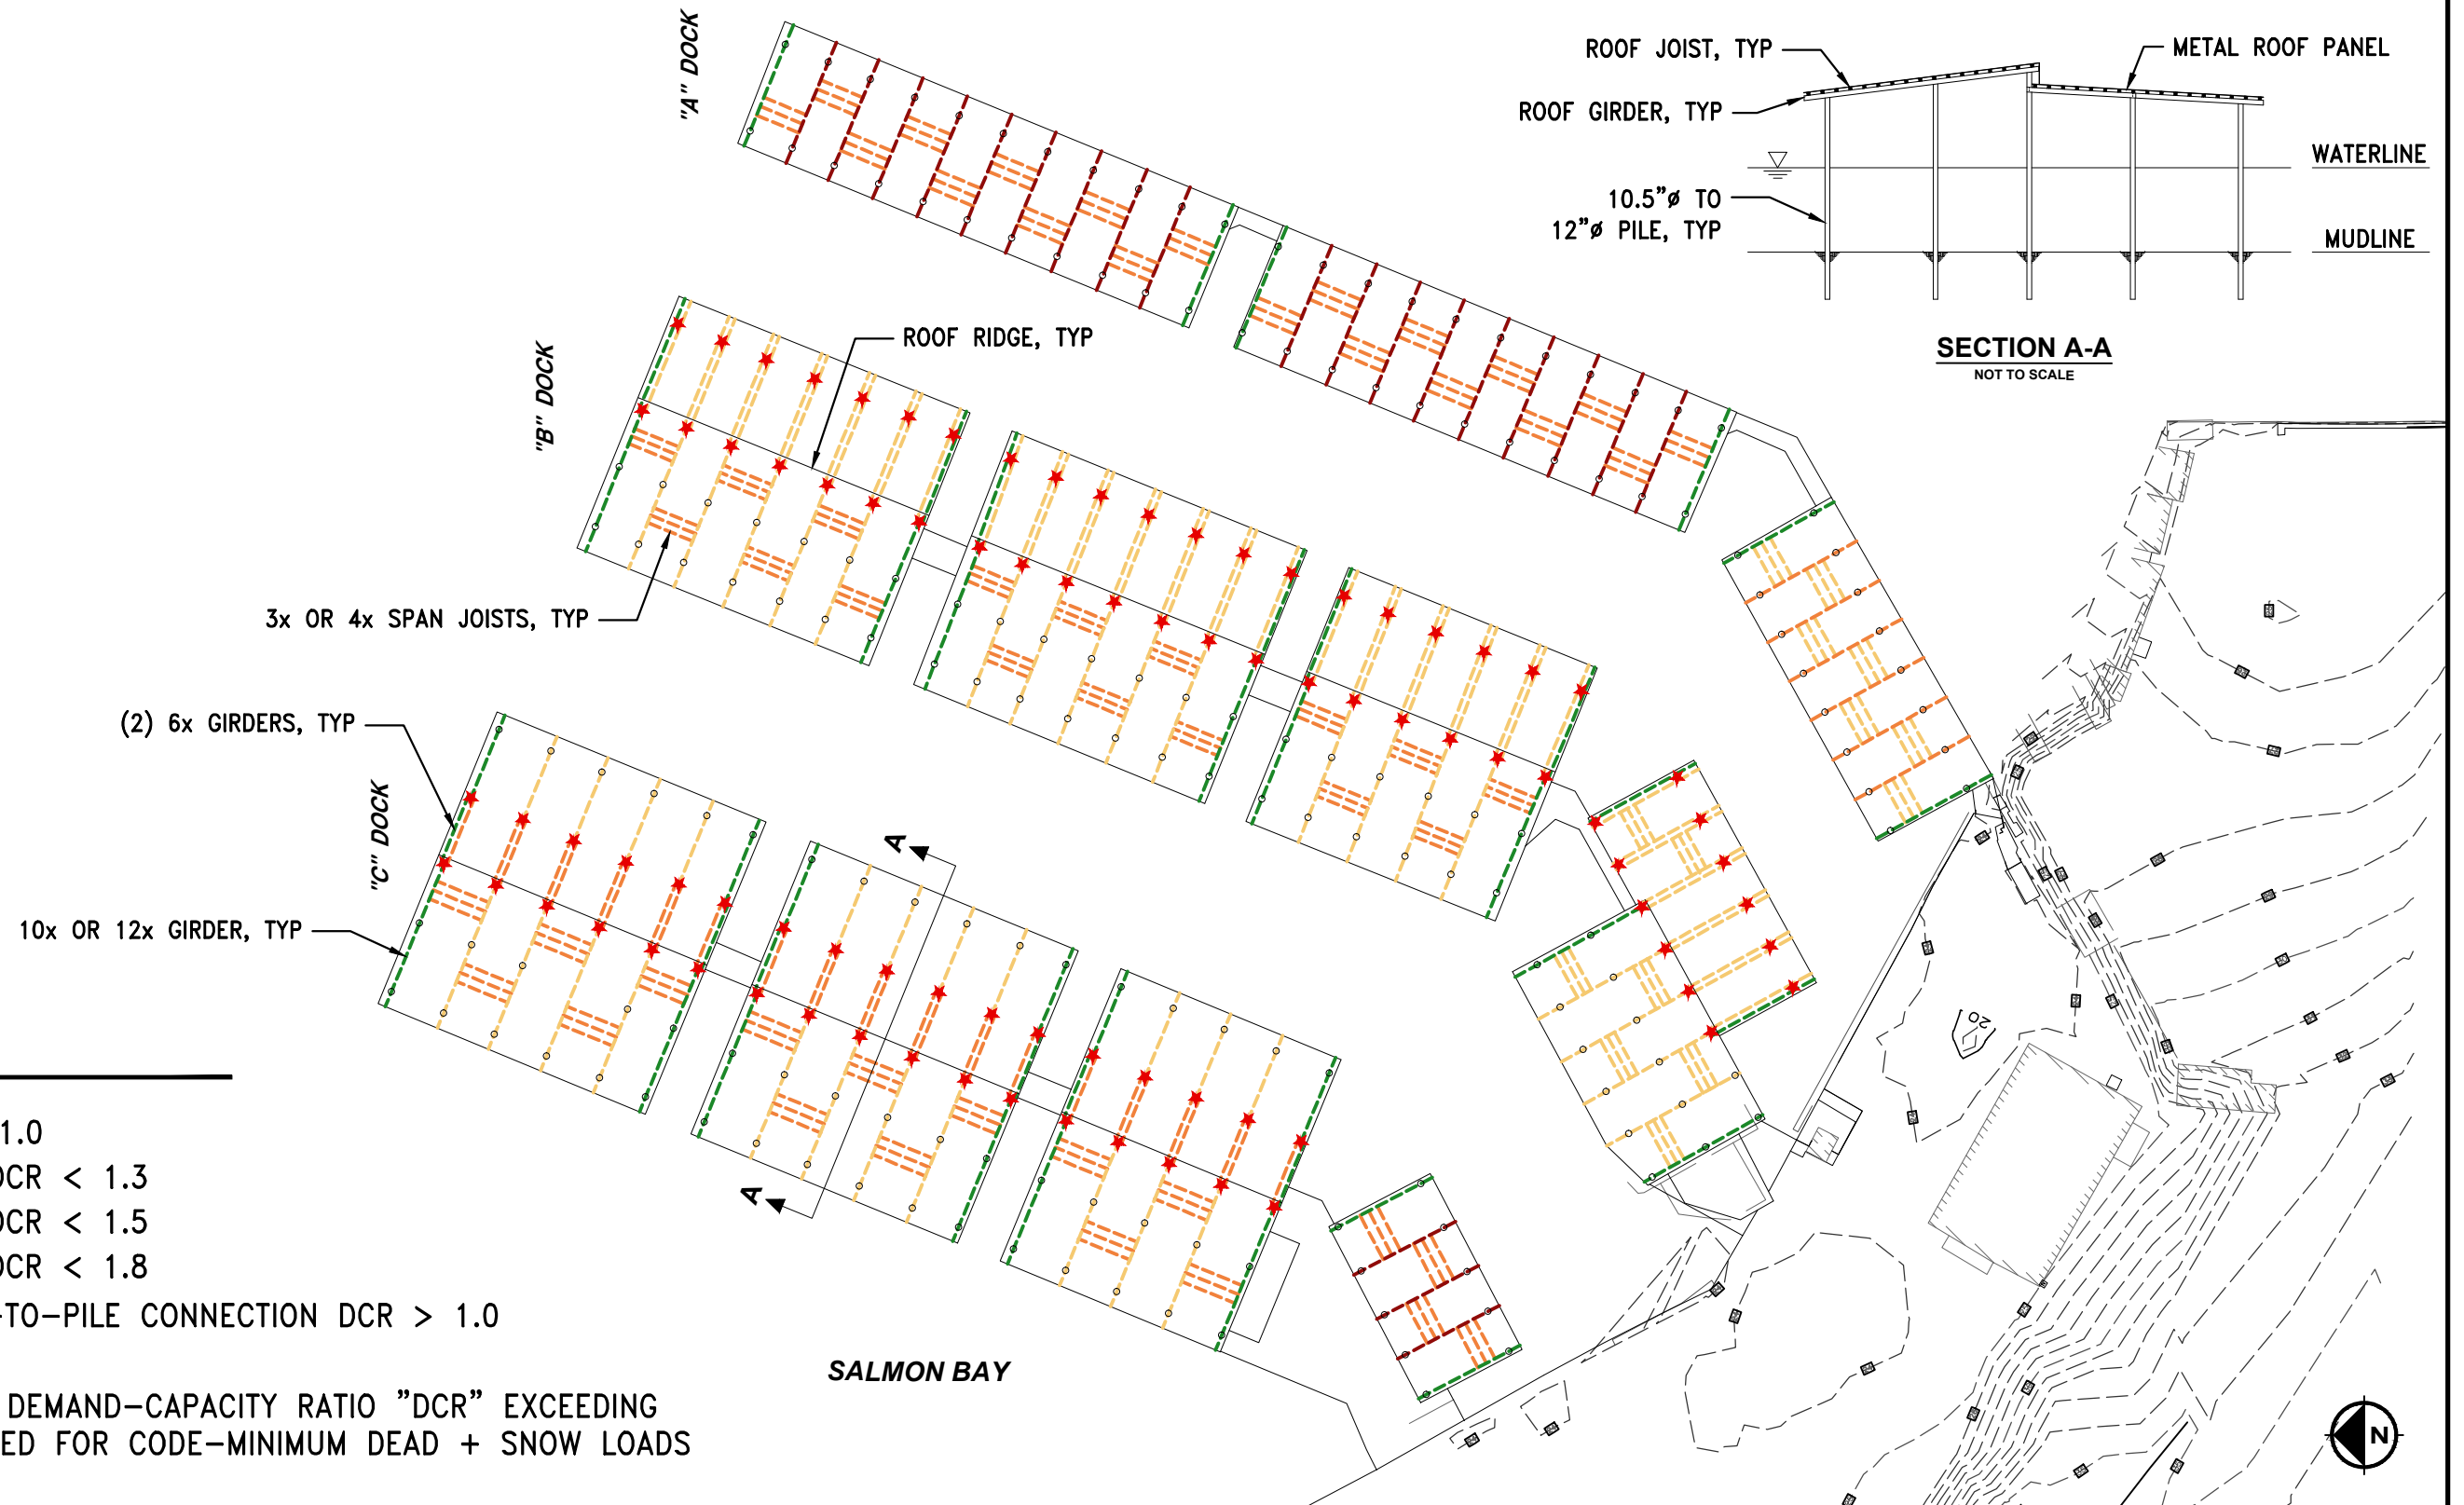 "A" DOCK
ROOF JOIST, TYP
METAL ROOF PANEL
ROOF GIRDER, TYP
WATERLINE
10.5"ø TO
12"ø PILE, TYP
MUDLINE
SECTION A-A
NOT TO SCALE
"B" DOCK
ROOF RIDGE, TYP
3x OR 4x SPAN JOISTS, TYP
(2) 6x GIRDERS, TYP
"C" DOCK
10x OR 12x GIRDER, TYP
A
A
20
1.0
DCR < 1.3
DCR < 1.5
DCR < 1.8
-TO-PILE CONNECTION DCR > 1.0
SALMON BAY
DEMAND-CAPACITY RATIO "DCR" EXCEEDING
ED FOR CODE-MINIMUM DEAD + SNOW LOADS
N